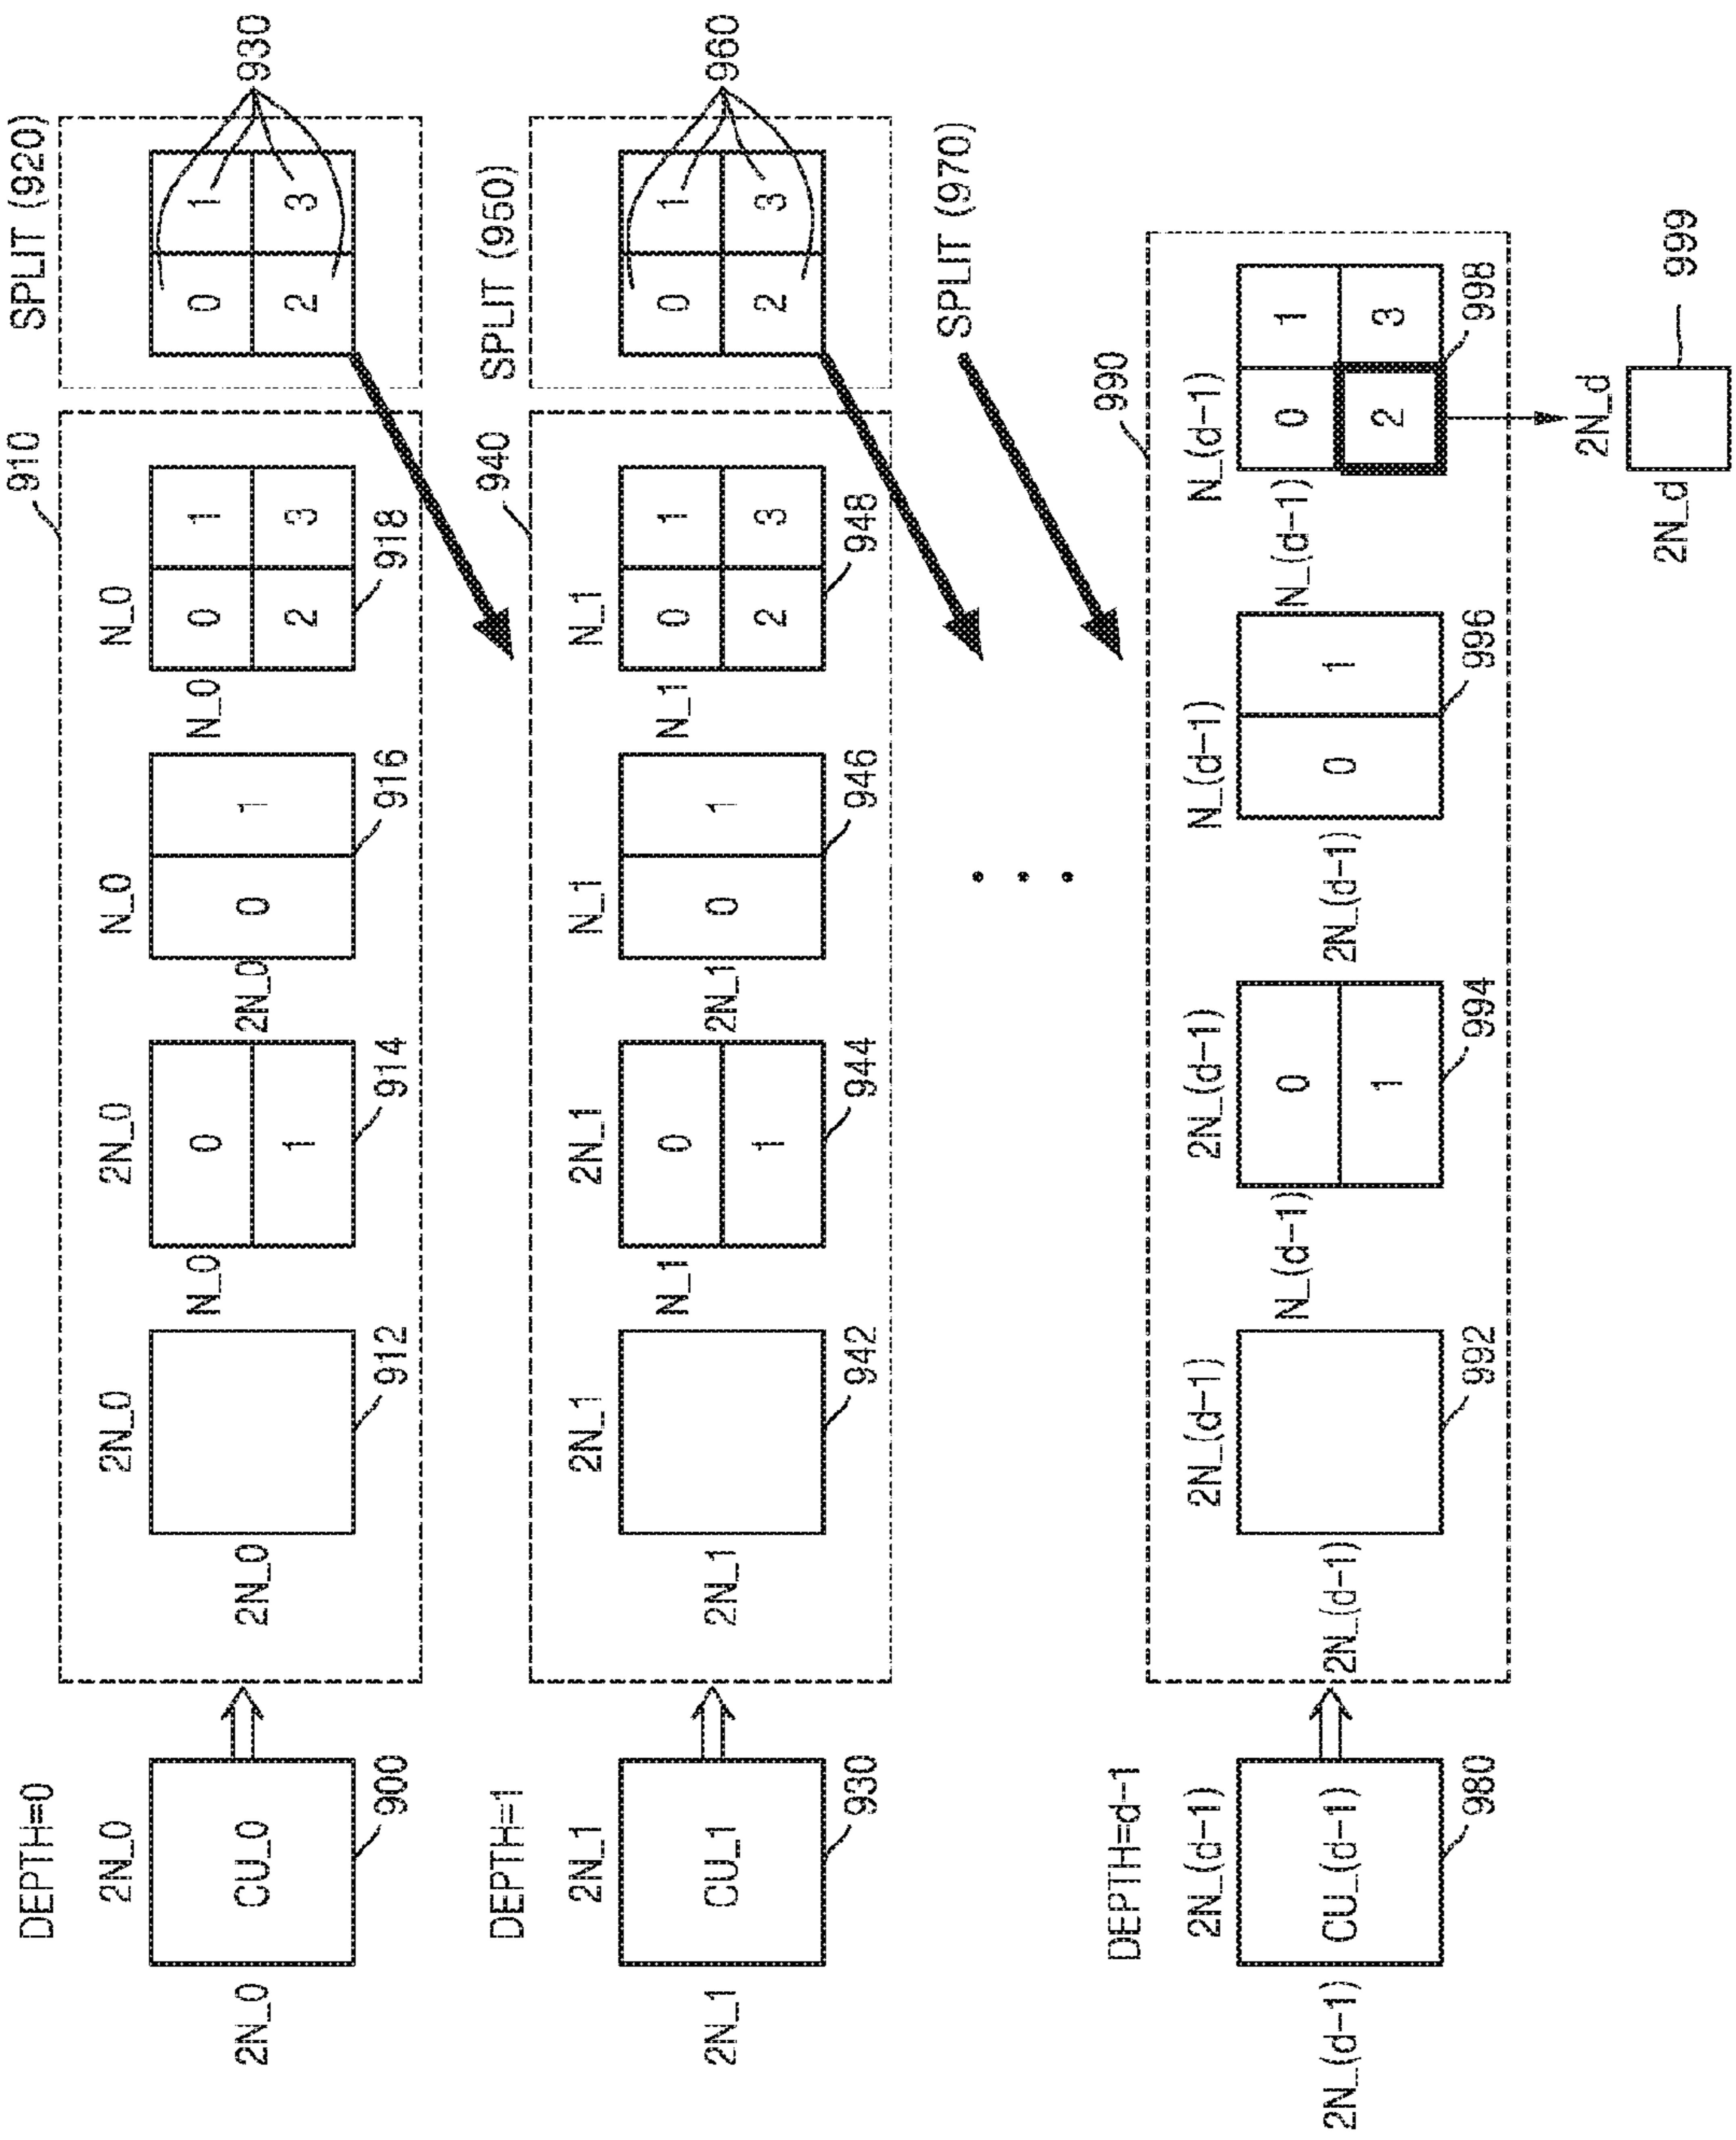 DEPTH=0
2N_0
2N_0
CU_0
900
910
2N_0
2N_0
912
2N_0
N_0
0
1
914
N_0
2N_0
0
1
916
N_0
N_0
0
1
2
3
918
SPLIT (920)
0
1
2
3
930
DEPTH=1
2N_1
2N_1
CU_1
930
940
2N_1
2N_1
942
2N_1
N_1
0
1
944
N_1
2N_1
0
1
946
N_1
N_1
0
1
2
3
948
SPLIT (950)
0
1
2
3
960
SPLIT (970)
DEPTH=d-1
2N_(d-1)
2N_(d-1)
CU_(d-1)
980
990
2N_(d-1)
2N_(d-1)
992
2N_(d-1)
N_(d-1)
0
1
994
N_(d-1)
2N_(d-1)
0
1
996
N_(d-1)
N_(d-1)
0
1
2
3
998
2N_d
2N_d
999